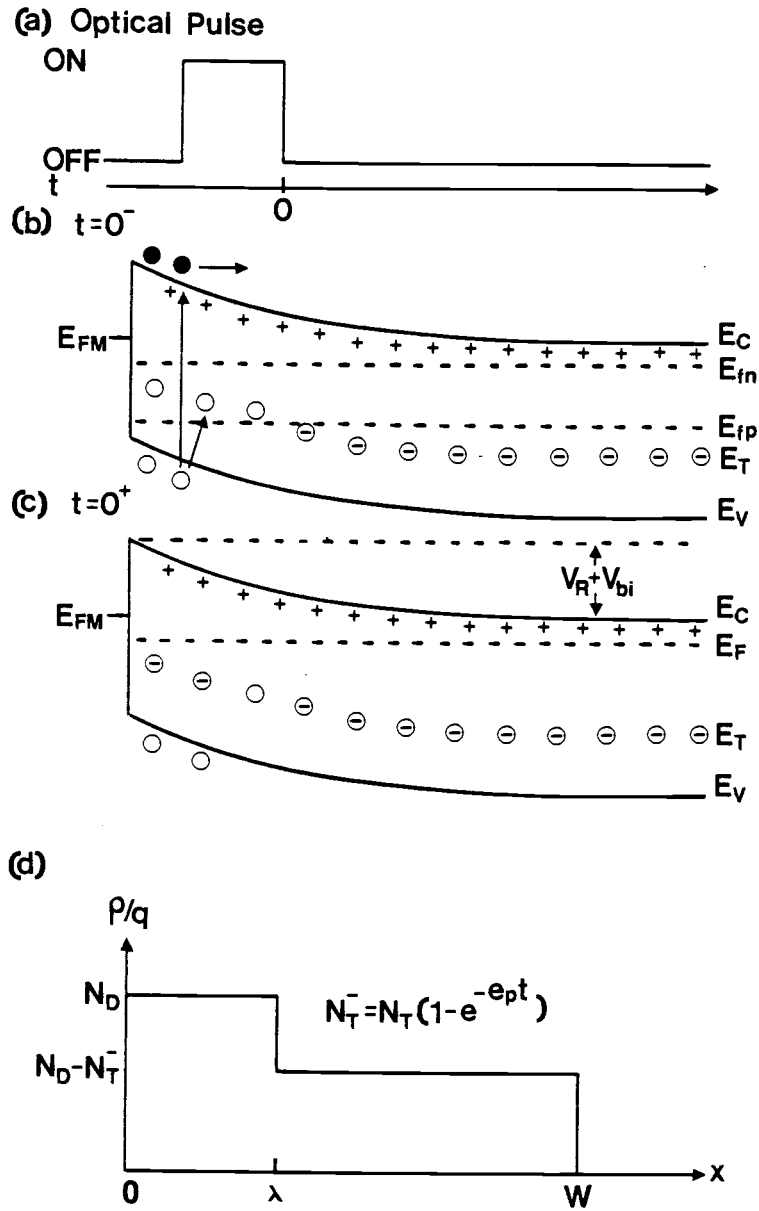 (a) Optical Pulse
ON
OFF
t
0
(b) t=0⁻
E_FM
E_C
E_fn
E_fp
E_T
E_V
(c) t=0⁺
V_R+V_bi
E_FM
E_C
E_F
E_T
E_V
(d)
ρ/q
N_D
N_T⁻=N_T(1-e^{-e_pt})
N_D-N_T⁻
0 λ W x